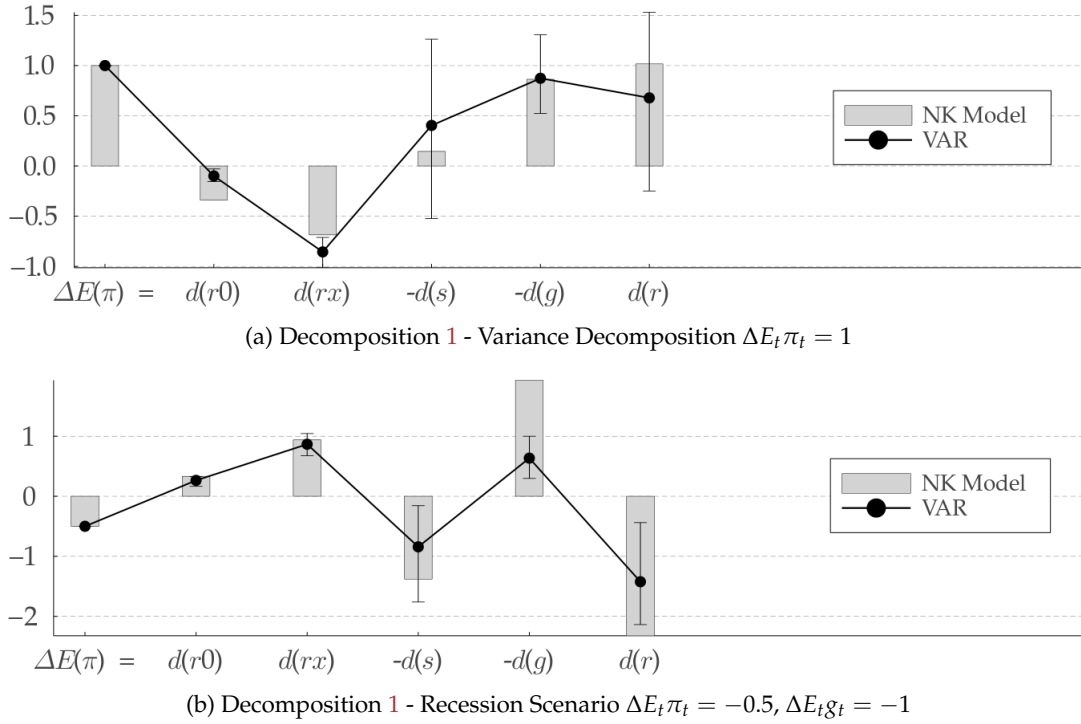 1.5
1.0
0.5
0.0
−0.5
−1.0
NK Model
VAR
ΔE(π) = d(r0) d(rx) -d(s) -d(g) d(r)
(a) Decomposition 1 - Variance Decomposition ΔE_tπ_t = 1
1
0
−1
−2
NK Model
VAR
ΔE(π) = d(r0) d(rx) -d(s) -d(g) d(r)
(b) Decomposition 1 - Recession Scenario ΔE_tπ_t = −0.5, ΔE_tg_t = −1